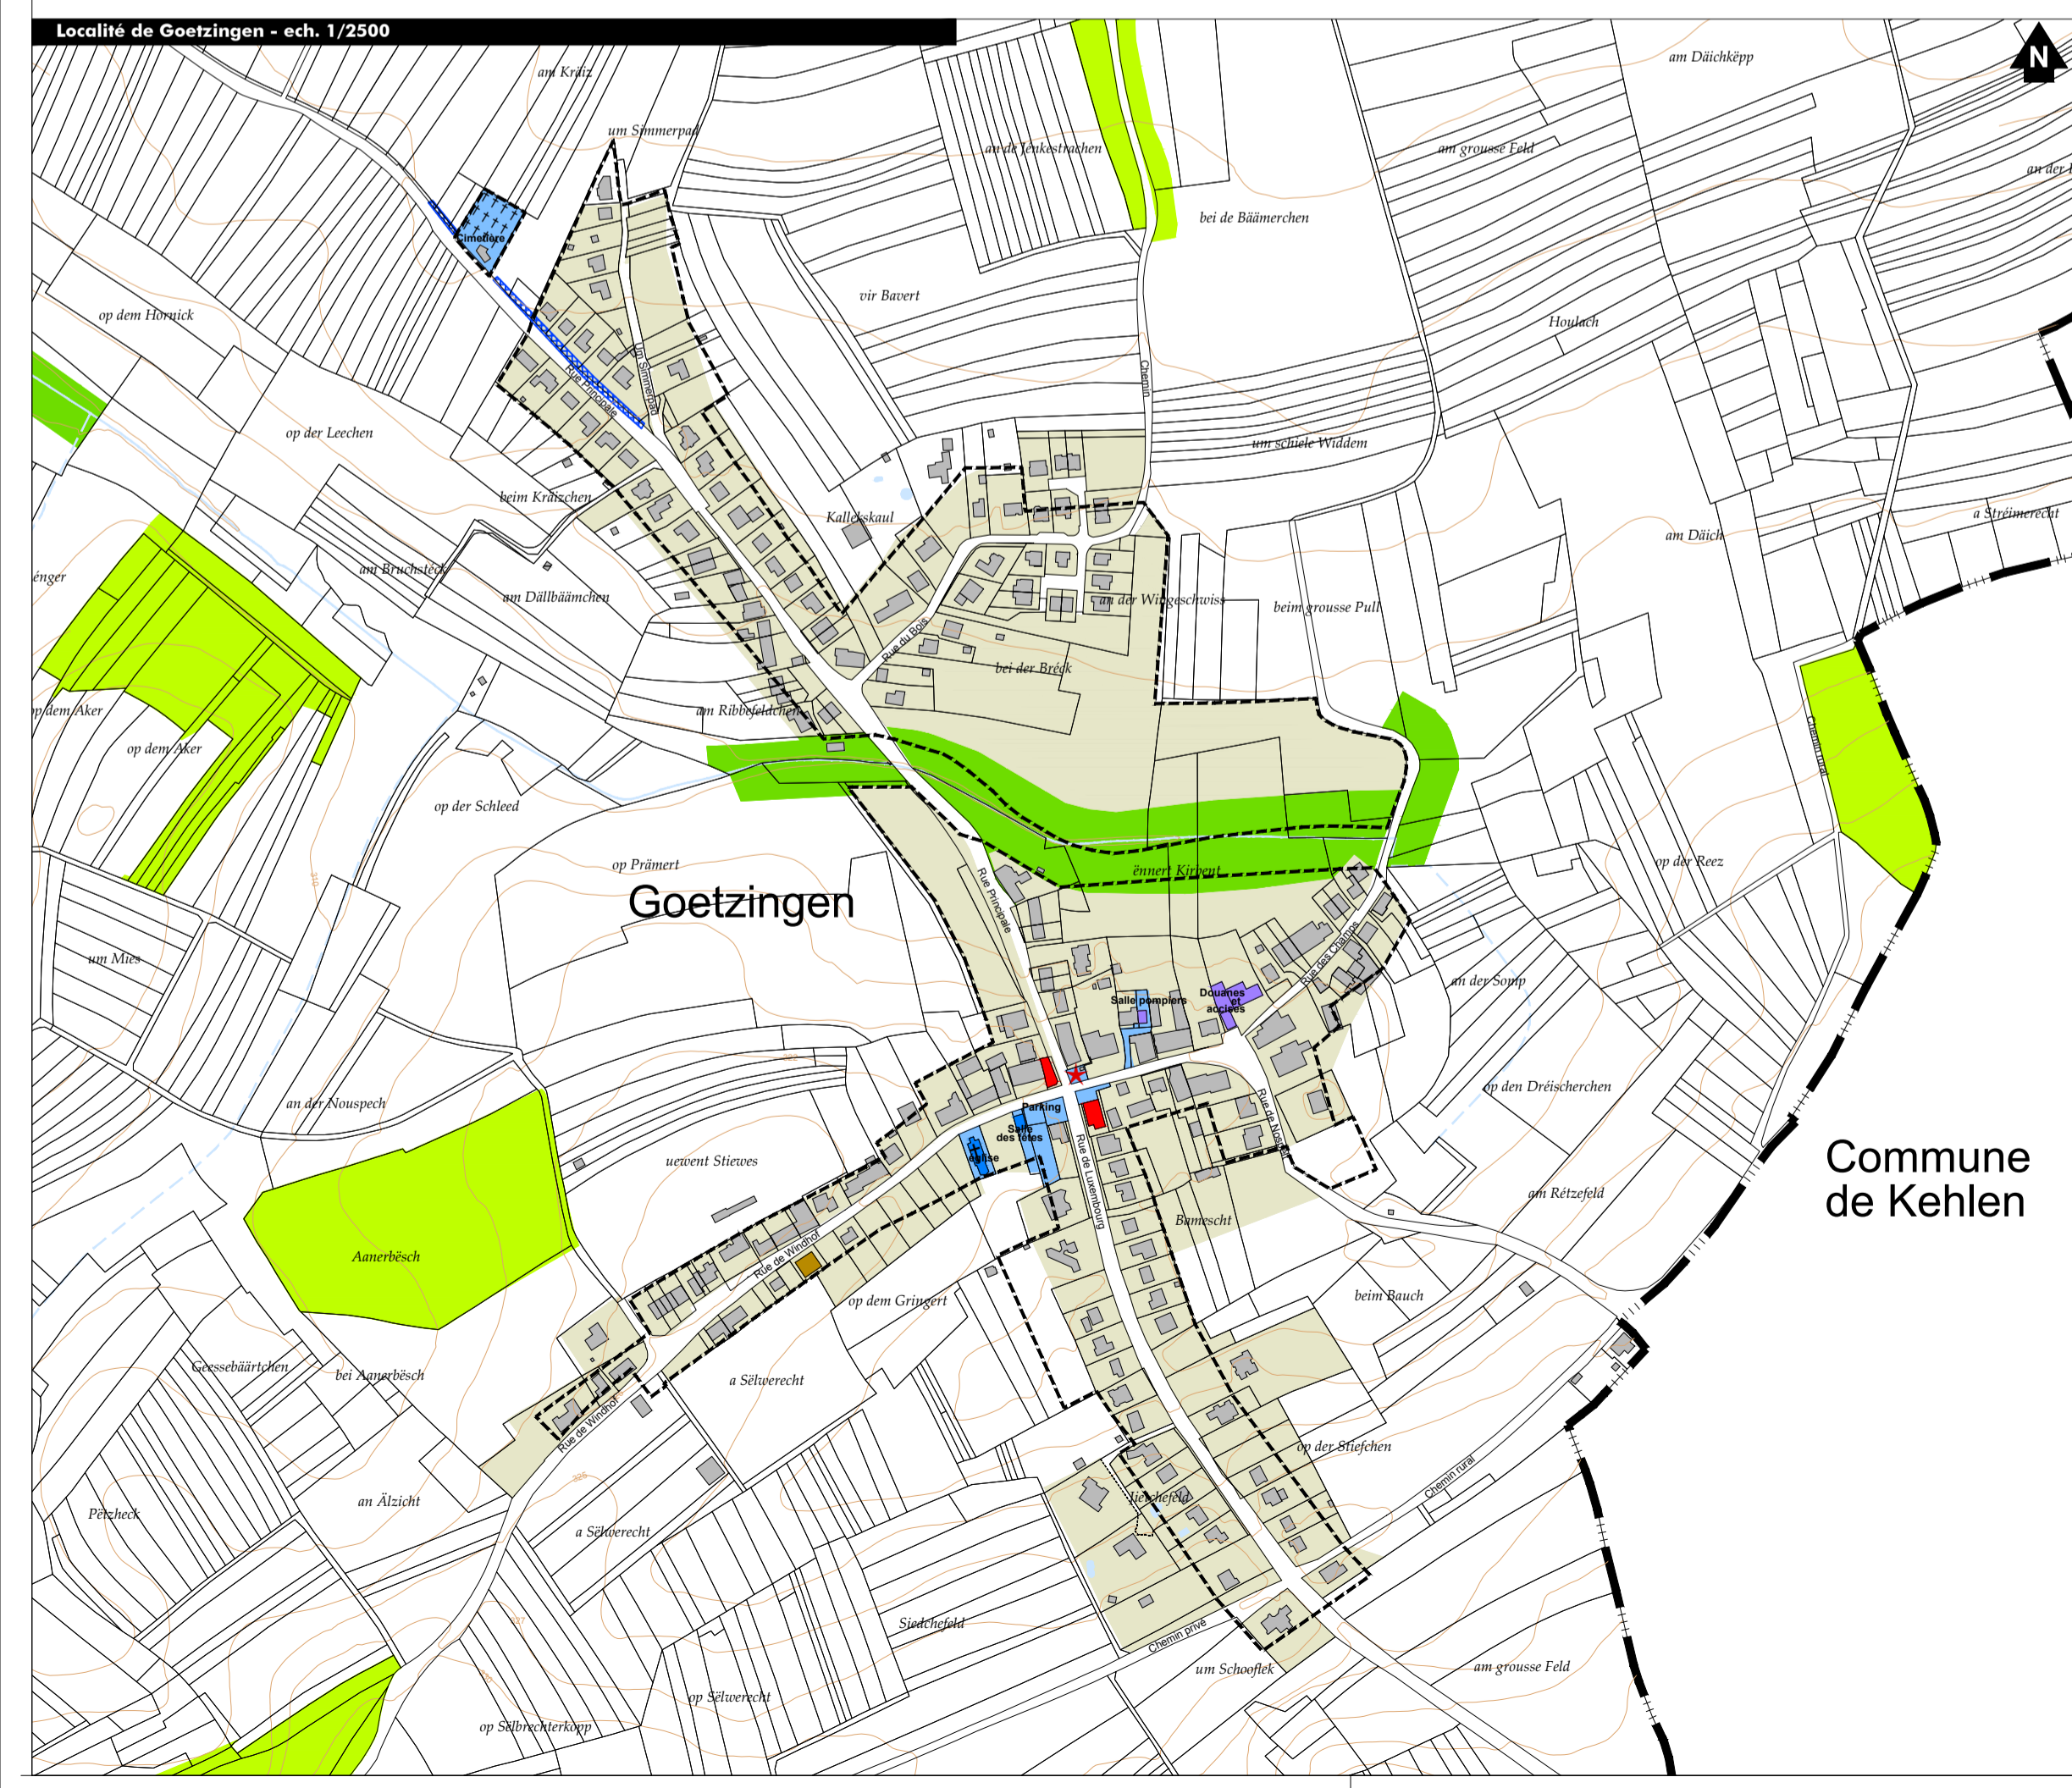 Localité de Goetzingen - ech. 1/2500
N
am Kräiz
am Däichkëpp
um Simmerpad
an de Jenkestrachen
am grousse Feld
an der
bei de Bäämerchen
Cimetière
vir Bavert
op dem Hornick
Houlach
Um Simmerpad
Rue Principale
Chemin
op der Leechen
um schiele Widdem
beim Kräizchen
Kallekskaul
a Stréimerecht
am Däich
am Bruchstéck
énger
am Dällbäämchen
an der Wingeschwiss
beim grousse Pull
Rue du Bois
bei der Bréck
op dem Aker
am Ribbefeldchen
op dem Aker
Chemin rural
op der Schleed
op Prämert
op der Reez
ënnert Kirbent
Goetzingen
Rue Principale
um Mies
Rue des Champs
an der Somp
Salle pompiers
Douanes
et
accises
op den Dréischerchen
an der Nouspech
Parking
Salle
des fêtes
église
uewent Stiewes
Rue de Luxembourg
Commune
de Kehlen
am Rétzefeld
Bamescht
Aanerbësch
Rue de Windhof
op dem Gringert
beim Bauch
Geessebäärtchen
bei Aanerbësch
a Sëlwerecht
Rue de Windhof
op der Stiefchen
Chemin rural
an Älzicht
Pëtzheck
a Sëlwerecht
Siedchefeld
Chemin privé
um Schooflek
am grousse Feld
op Sëlwerecht
op Sëlbrechterkopp